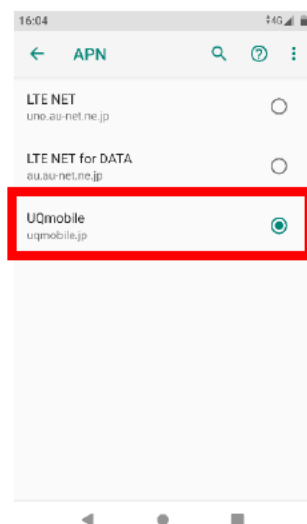 16:04
4G
APN
LTE NET
uno.au-net.ne.jp
LTE NET for DATA
au.au-net.ne.jp
UQmobile
uqmobile.jp